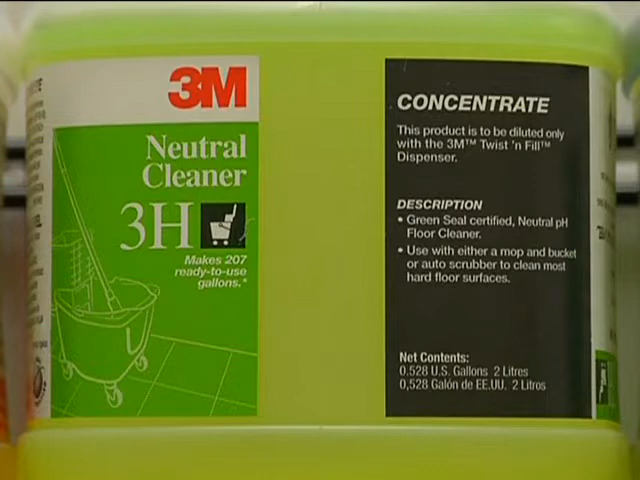 3M
Neutral
Cleaner
3H
Makes 207
ready-to-use
gallons.*
CONCENTRATE
This product is to be diluted only
with the 3M™ Twist 'n Fill™
Dispenser.
DESCRIPTION
• Green Seal certified, Neutral pH
Floor Cleaner.
• Use with either a mop and bucket
or auto scrubber to clean most
hard floor surfaces.
Net Contents:
0.528 U.S. Gallons 2 Litres
0,528 Galón de EE.UU. 2 Litros